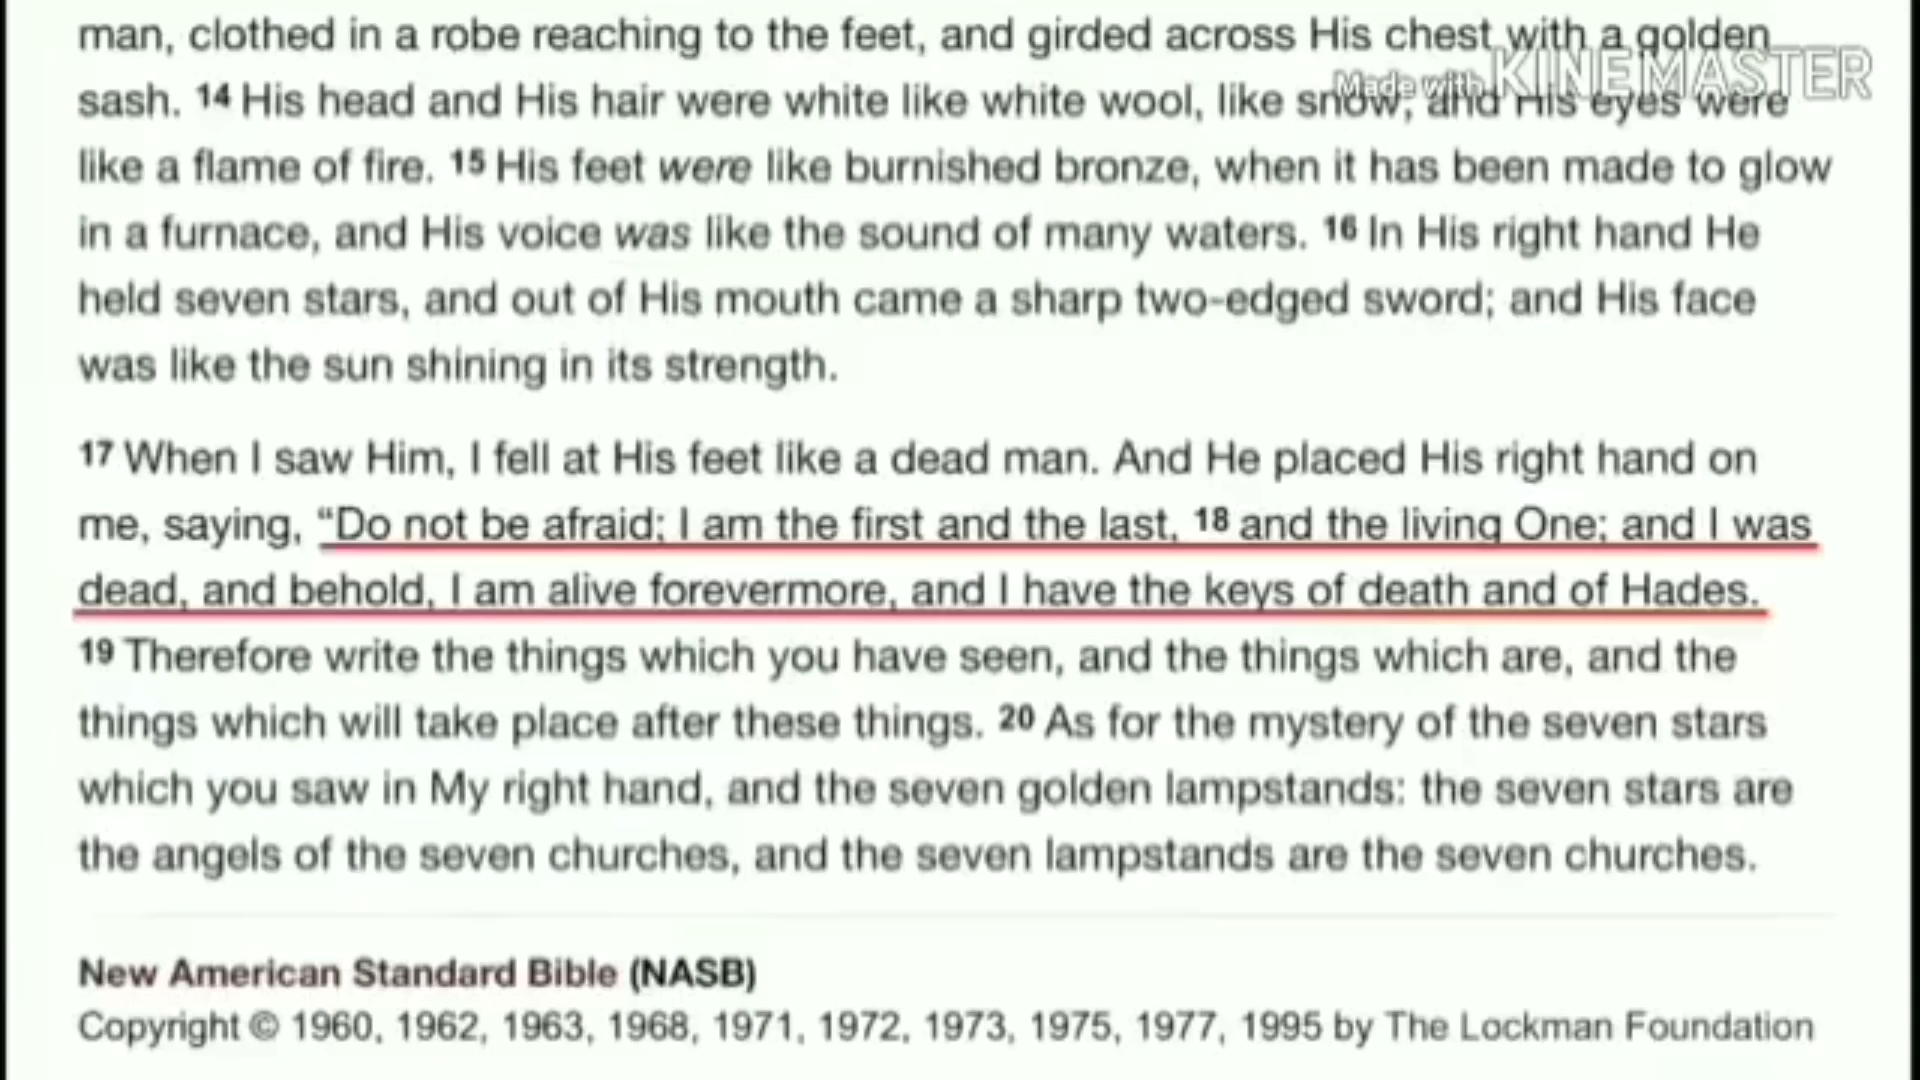 man, clothed in a robe reaching to the feet, and girded across His chest with a golden
Made with KINEMASTER
sash. 14 His head and His hair were white like white wool, like snow; and His eyes were
like a flame of fire. 15 His feet were like burnished bronze, when it has been made to glow
in a furnace, and His voice was like the sound of many waters. 16 In His right hand He
held seven stars, and out of His mouth came a sharp two-edged sword; and His face
was like the sun shining in its strength.
17 When I saw Him, I fell at His feet like a dead man. And He placed His right hand on
me, saying, “Do not be afraid; I am the first and the last, 18 and the living One; and I was
dead, and behold, I am alive forevermore, and I have the keys of death and of Hades.
19 Therefore write the things which you have seen, and the things which are, and the
things which will take place after these things. 20 As for the mystery of the seven stars
which you saw in My right hand, and the seven golden lampstands: the seven stars are
the angels of the seven churches, and the seven lampstands are the seven churches.
New American Standard Bible (NASB)
Copyright © 1960, 1962, 1963, 1968, 1971, 1972, 1973, 1975, 1977, 1995 by The Lockman Foundation